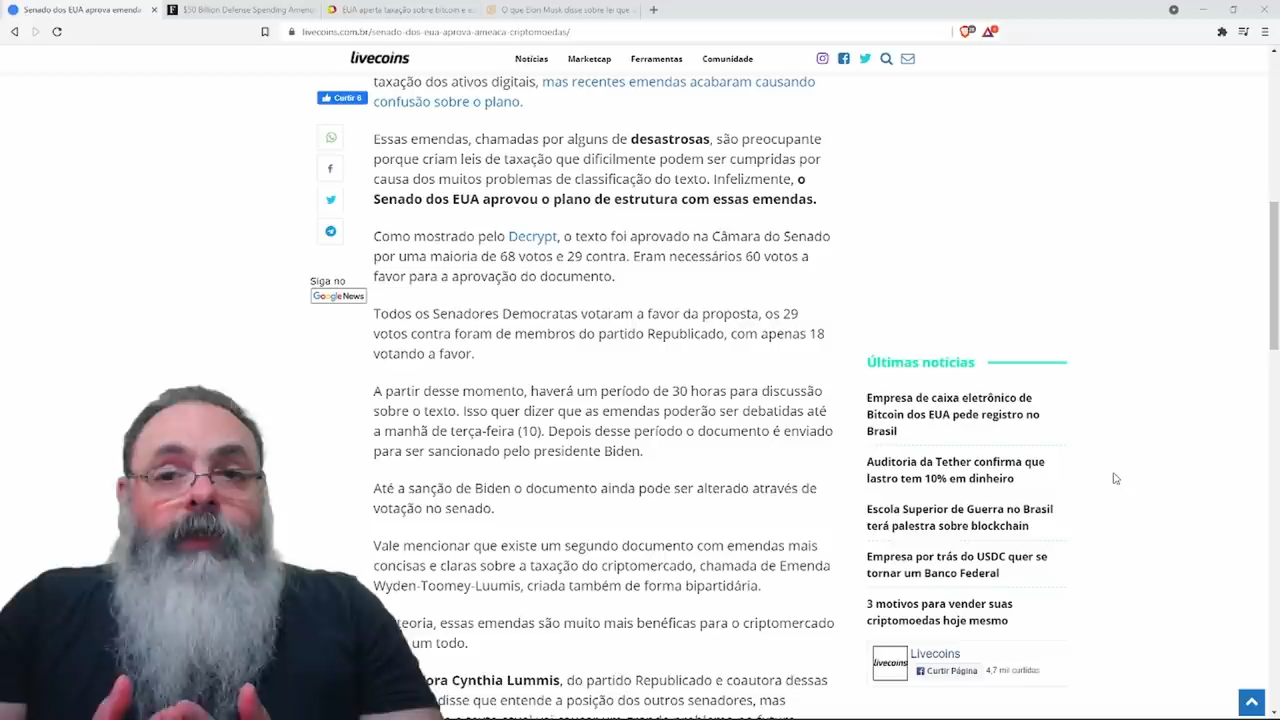 Senado dos EUA aprova emenda
$50 Billion Defense Spending Amen
EUA aperta taxação sobre bitcoin e
O que Elon Musk disse sobre lei que
livecoins.com.br/senado-dos-eua-aprova-ameaca-criptomoedas/
livecoins
Notícias
Marketcap
Ferramentas
Comunidade
Curtir 6
taxação dos ativos digitais, mas recentes emendas acabaram causando
confusão sobre o plano.
Essas emendas, chamadas por alguns de desastrosas, são preocupante
porque criam leis de taxação que dificilmente podem ser cumpridas por
causa dos muitos problemas de classificação do texto. Infelizmente, o
Senado dos EUA aprovou o plano de estrutura com essas emendas.
Como mostrado pelo Decrypt, o texto foi aprovado na Câmara do Senado
por uma maioria de 68 votos e 29 contra. Eram necessários 60 votos a
favor para a aprovação do documento.
Siga no
Google News
Todos os Senadores Democratas votaram a favor da proposta, os 29
votos contra foram de membros do partido Republicado, com apenas 18
votando a favor.
A partir desse momento, haverá um período de 30 horas para discussão
sobre o texto. Isso quer dizer que as emendas poderão ser debatidas até
a manhã de terça-feira (10). Depois desse período o documento é enviado
para ser sancionado pelo presidente Biden.
Até a sanção de Biden o documento ainda pode ser alterado através de
votação no senado.
Vale mencionar que existe um segundo documento com emendas mais
concisas e claras sobre a taxação do criptomercado, chamada de Emenda
Wyden-Toomey-Luumis, criada também de forma bipartidária.
teoria, essas emendas são muito mais benéficas para o criptomercado
um todo.
ora Cynthia Lummis, do partido Republicado e coautora dessas
disse que entende a posição dos outros senadores, mas
Últimas notícias
Empresa de caixa eletrônico de
Bitcoin dos EUA pede registro no
Brasil
Auditoria da Tether confirma que
lastro tem 10% em dinheiro
Escola Superior de Guerra no Brasil
terá palestra sobre blockchain
Empresa por trás do USDC quer se
tornar um Banco Federal
3 motivos para vender suas
criptomoedas hoje mesmo
livecoins
Livecoins
Curtir Página
4,7 mil curtidas